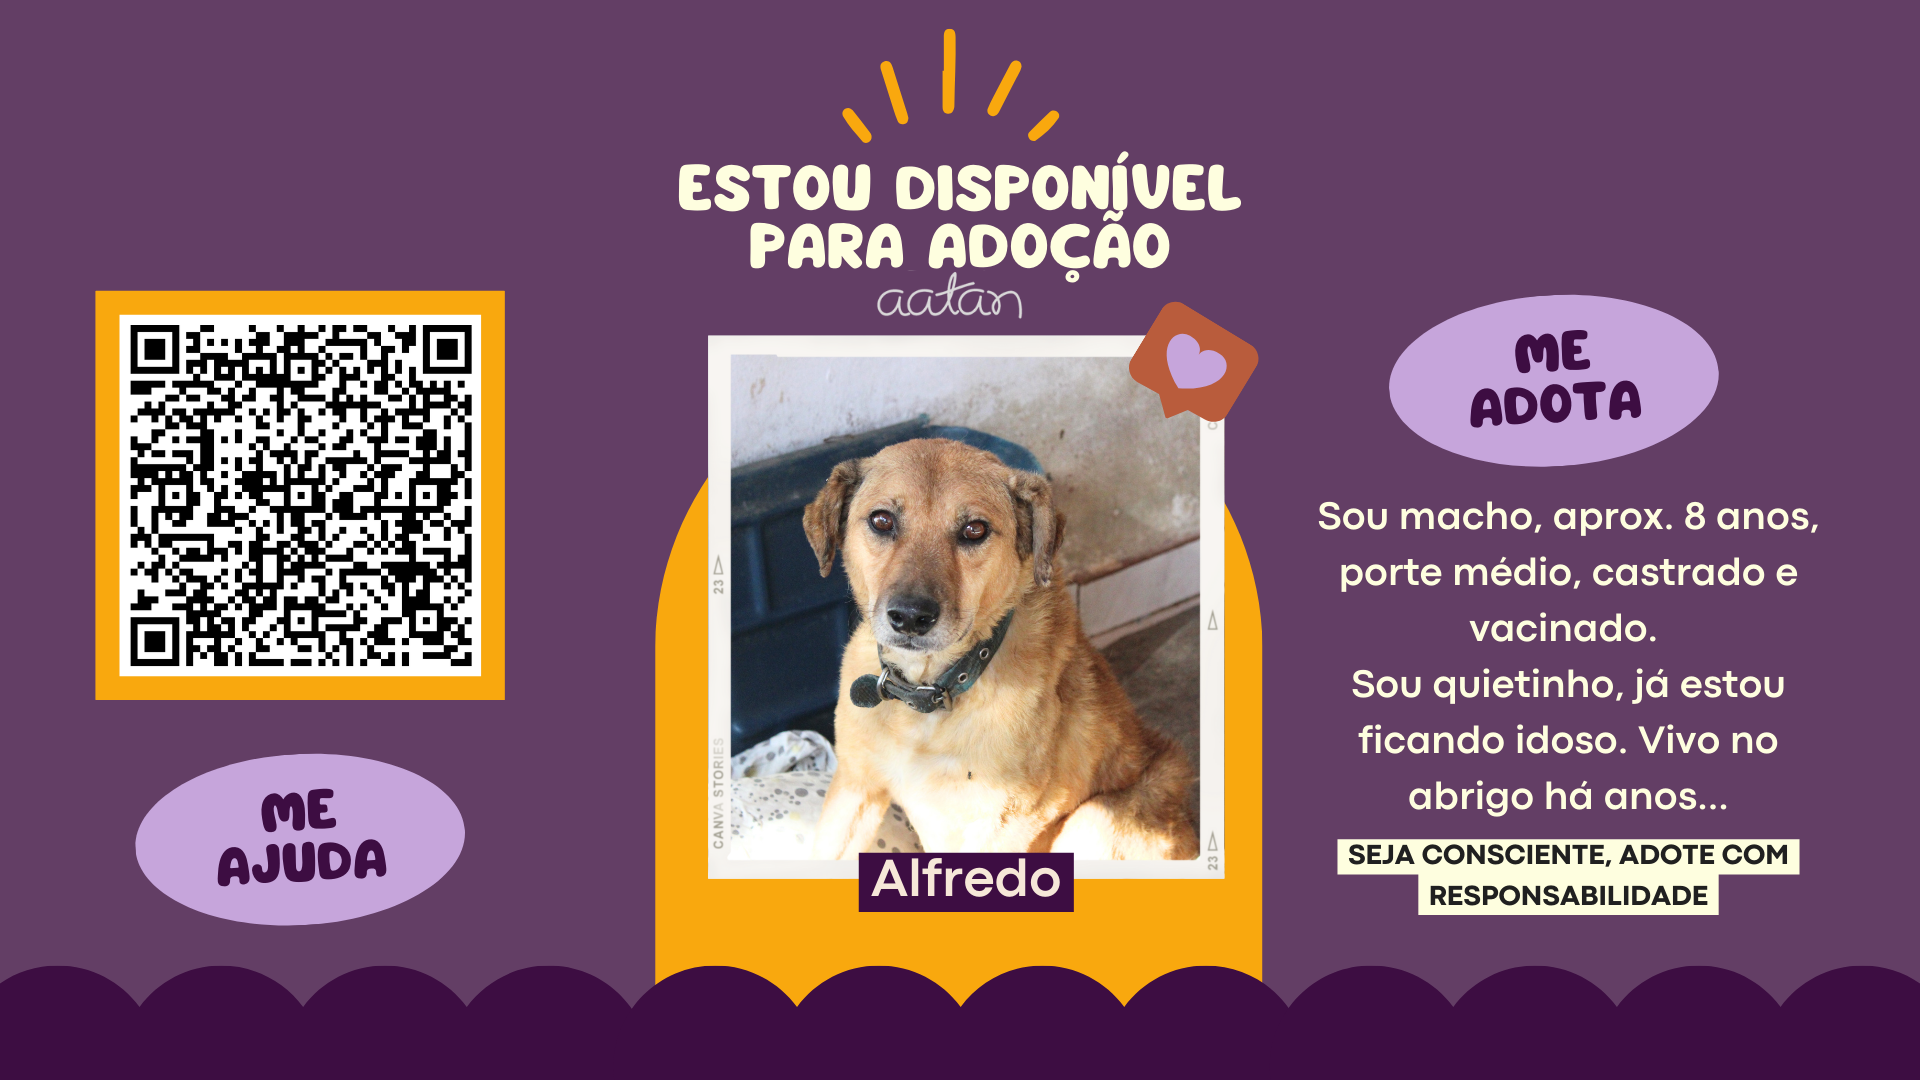 ESTOU DISPONÍVEL
PARA ADOÇÃO
aatan
ME
AJUDA
23
CANVA STORIES
23
Alfredo
ME
ADOTA
Sou macho, aprox. 8 anos,
porte médio, castrado e
vacinado.
Sou quietinho, já estou
ficando idoso. Vivo no
abrigo há anos...
SEJA CONSCIENTE, ADOTE COM
RESPONSABILIDADE